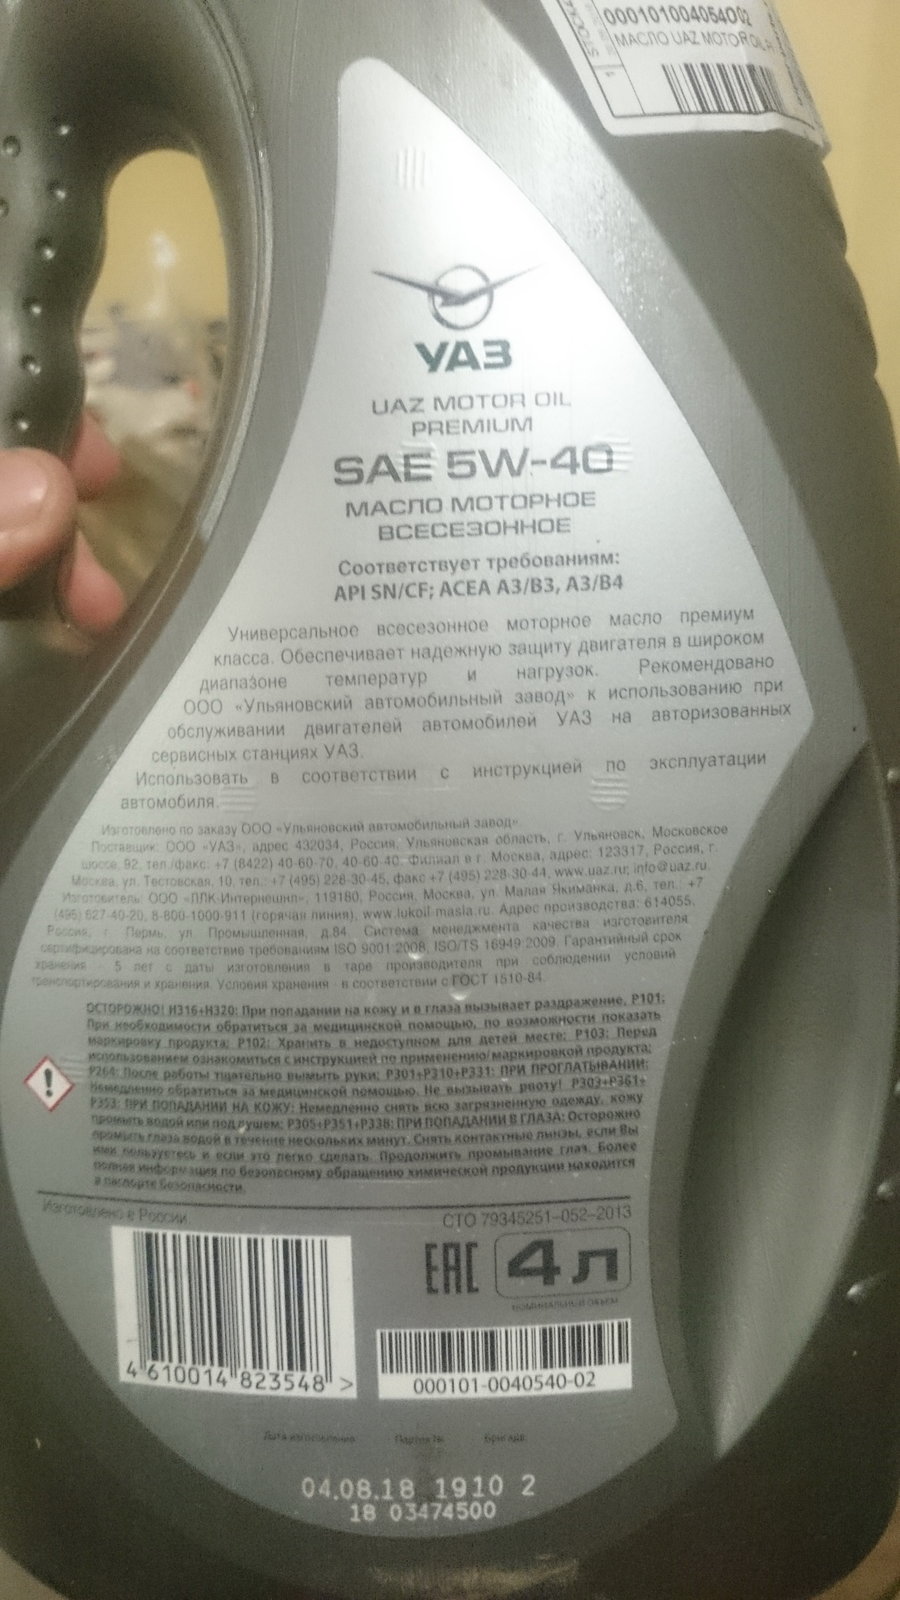 000101004054002
МАСЛО UAZ MOTOR OIL
1
УАЗ
UAZ MOTOR OIL
PREMIUM
SAE 5W-40
МАСЛО МОТОРНОЕ
ВСЕСЕЗОННОЕ
Соответствует требованиям:
API SN/CF; ACEA A3/B3, A3/B4
Универсальное всесезонное моторное масло премиум
класса. Обеспечивает надежную защиту двигателя в широком
диапазоне температур и нагрузок. Рекомендовано
ООО «Ульяновский автомобильный завод» к использованию при
обслуживании двигателей автомобилей УАЗ на авторизованных
сервисных станциях УАЗ.
Использовать в соответствии с инструкцией по эксплуатации
автомобиля.
Изготовлено по заказу ООО «Ульяновский автомобильный завод».
Поставщик: ООО «УАЗ», адрес 432034, Россия, Ульяновская область, г. Ульяновск, Московское
шоссе, 92, тел./факс: +7 (8422) 40-60-70, 40-60-40. Филиал в г. Москва, адрес: 123317, Россия, г.
Москва, ул. Тестовская, 10, тел.: +7 (495) 228-30-45, факс +7 (495) 228-30-44, www.uaz.ru; info@uaz.ru.
Изготовитель: ООО «ЛЛК-Интернешнл», 119180, Россия, Москва, ул. Малая Якиманка, д.6, тел.: +7
(495) 627-40-20, 8-800-1000-911 (горячая линия), www.lukoil-masla.ru. Адрес производства: 614055,
Россия, г. Пермь, ул. Промышленная, д.84. Система менеджмента качества изготовителя
сертифицирована на соответствие требованиям ISO 9001:2008, ISO/TS 16949:2009. Гарантийный срок
хранения - 5 лет с даты изготовления в таре производителя при соблюдении условий
транспортирования и хранения. Условия хранения - в соответствии с ГОСТ 1510-84.
ОСТОРОЖНО! H316+H320: При попадании на кожу и в глаза вызывает раздражение. P101:
При необходимости обратиться за медицинской помощью, по возможности показать
маркировку продукта; P102: Хранить в недоступном для детей месте; P103: Перед
использованием ознакомиться с инструкцией по применению/маркировкой продукта;
P264: После работы тщательно вымыть руки; P301+P310+P331: ПРИ ПРОГЛАТЫВАНИИ:
Немедленно обратиться за медицинской помощью. Не вызывать рвоту! P303+P361+
P353: ПРИ ПОПАДАНИИ НА КОЖУ: Немедленно снять всю загрязненную одежду, кожу
промыть водой или под душем; P305+P351+P338: ПРИ ПОПАДАНИИ В ГЛАЗА: Осторожно
промыть глаза водой в течение нескольких минут. Снять контактные линзы, если Вы
ими пользуетесь и если это легко сделать. Продолжить промывание глаз. Более
полная информация по безопасному обращению химической продукции находится
в паспорте безопасности.
Изготовлено в России.
СТО 79345251-052-2013
EAC 4 л
НОМИНАЛЬНЫЙ ОБЪЕМ
4 610014 823548 >
000101-0040540-02
Дата изготовления Партия № Бригада
04.08.18 1910 2
18 03474500